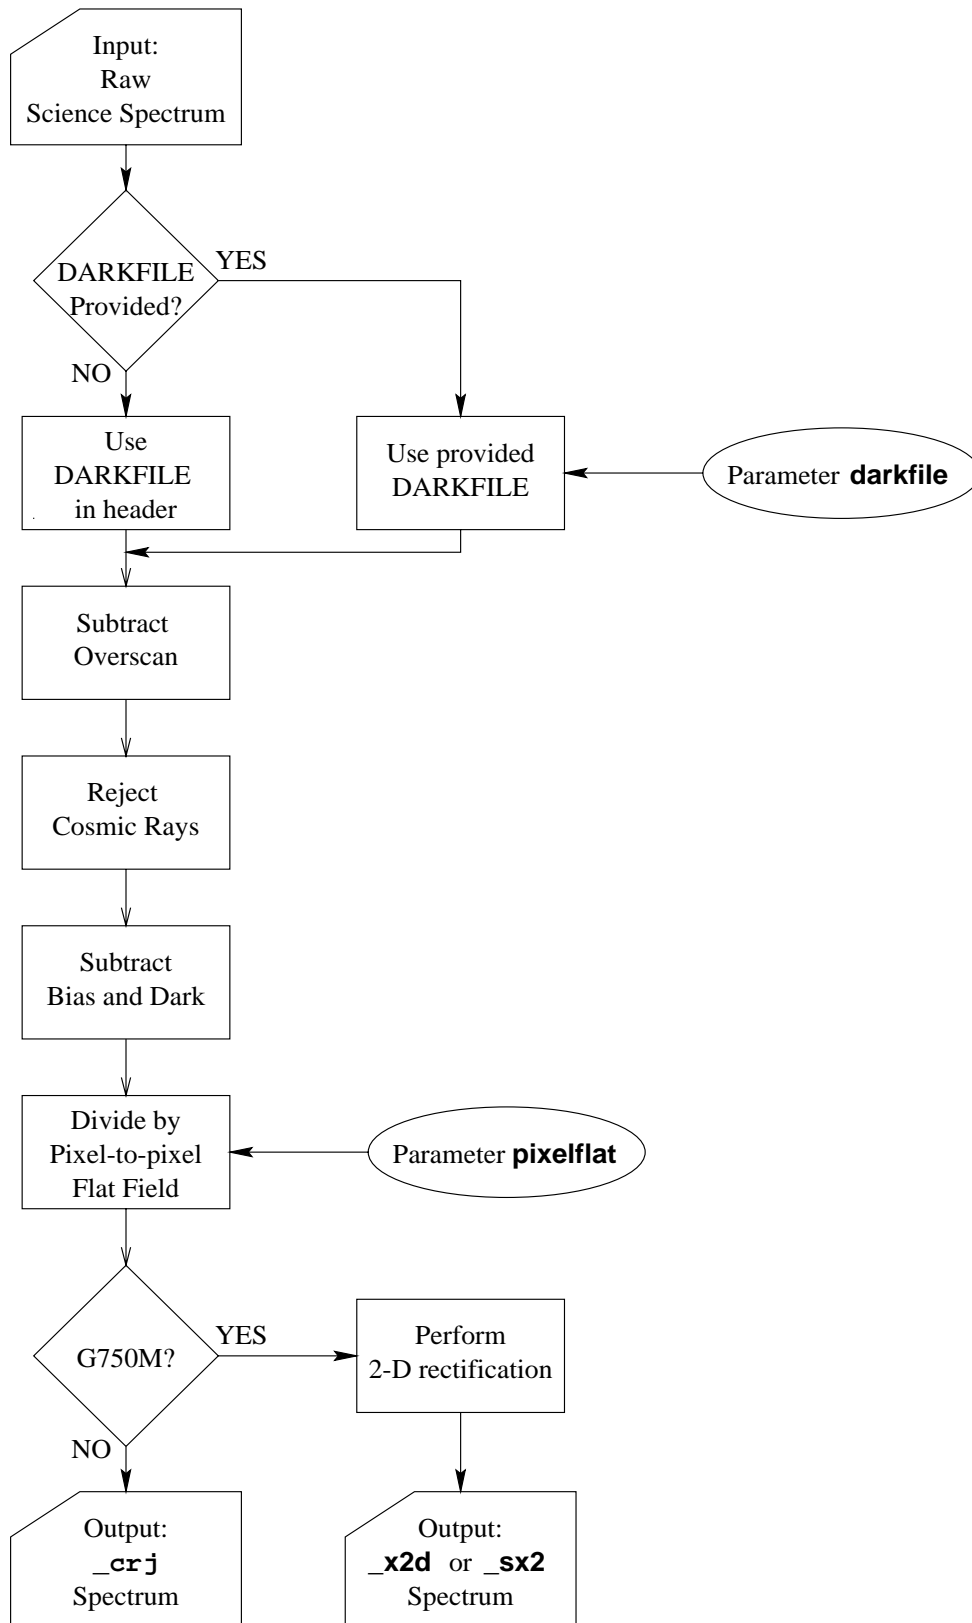 Input:
Raw
Science Spectrum
DARKFILE
Provided?
YES
NO
Use
DARKFILE
in header
Use provided
DARKFILE
Parameter darkfile
Subtract
Overscan
Reject
Cosmic Rays
Subtract
Bias and Dark
Divide by
Pixel-to-pixel
Flat Field
Parameter pixelflat
G750M?
YES
NO
Perform
2-D rectification
Output:
_crj
Spectrum
Output:
_x2d or _sx2
Spectrum